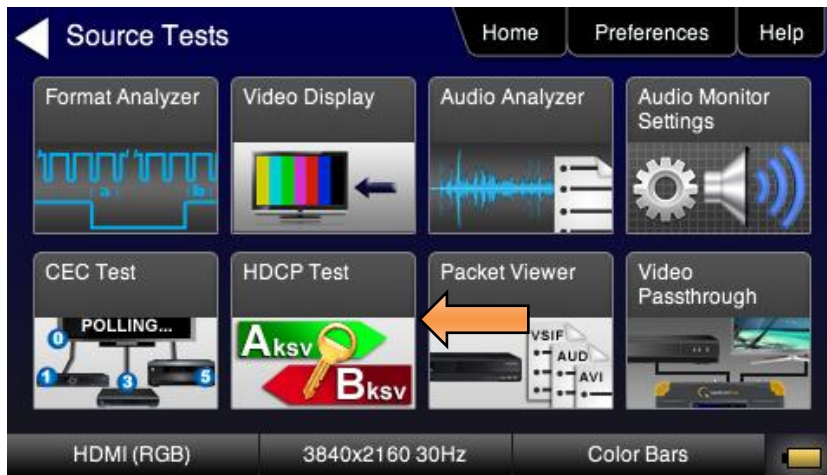 Source Tests
Home
Preferences
Help
Format Analyzer
Video Display
Audio Analyzer
Audio Monitor
Settings
a
b
CEC Test
HDCP Test
Packet Viewer
Video
Passthrough
POLLING...
0
1
3
5
Aksv
Bksv
VSIF
AUD
AVI
HDMI (RGB)
3840x2160 30Hz
Color Bars